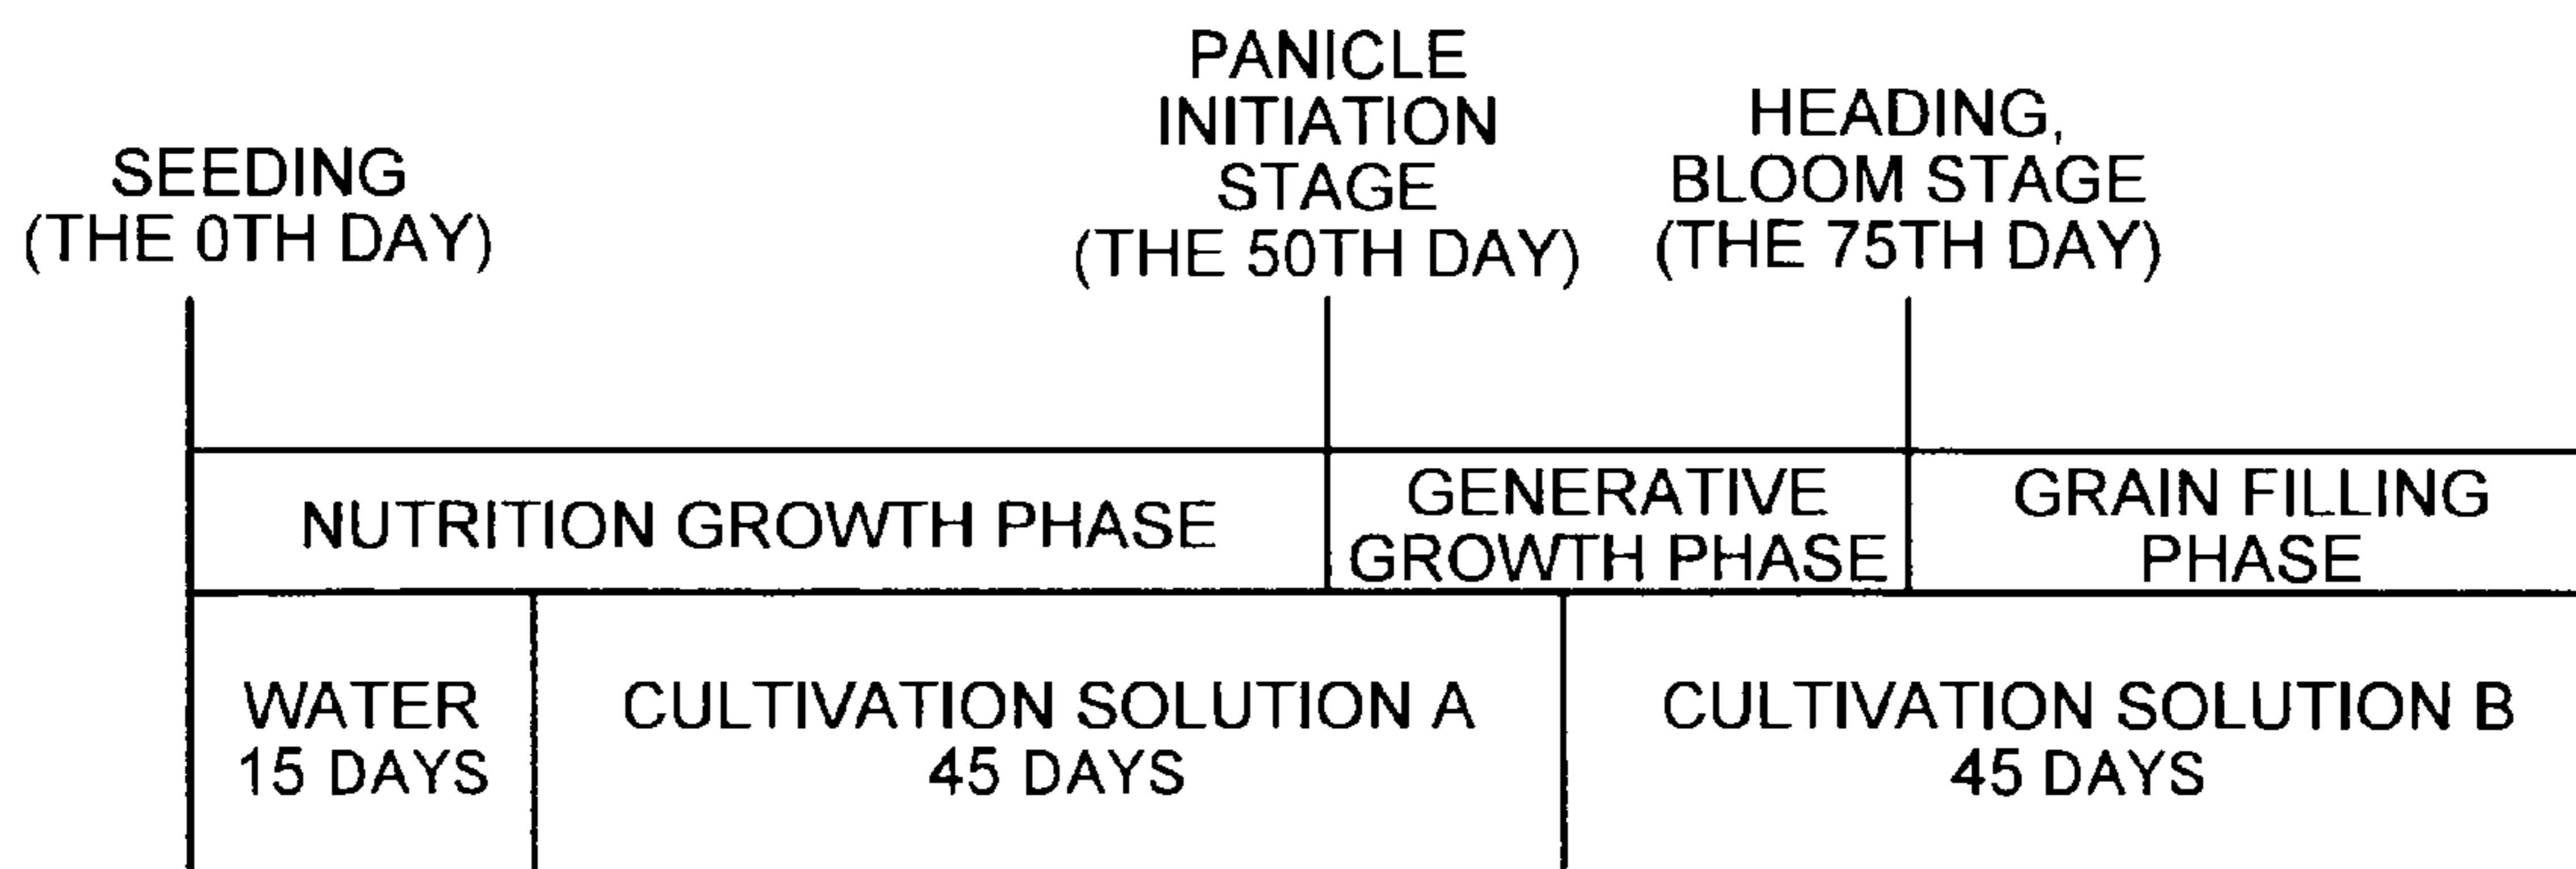 SEEDING
(THE 0TH DAY)
PANICLE
INITIATION
STAGE
(THE 50TH DAY)
HEADING,
BLOOM STAGE
(THE 75TH DAY)
NUTRITION GROWTH PHASE
GENERATIVE
GROWTH PHASE
GRAIN FILLING
PHASE
WATER
15 DAYS
CULTIVATION SOLUTION A
45 DAYS
CULTIVATION SOLUTION B
45 DAYS